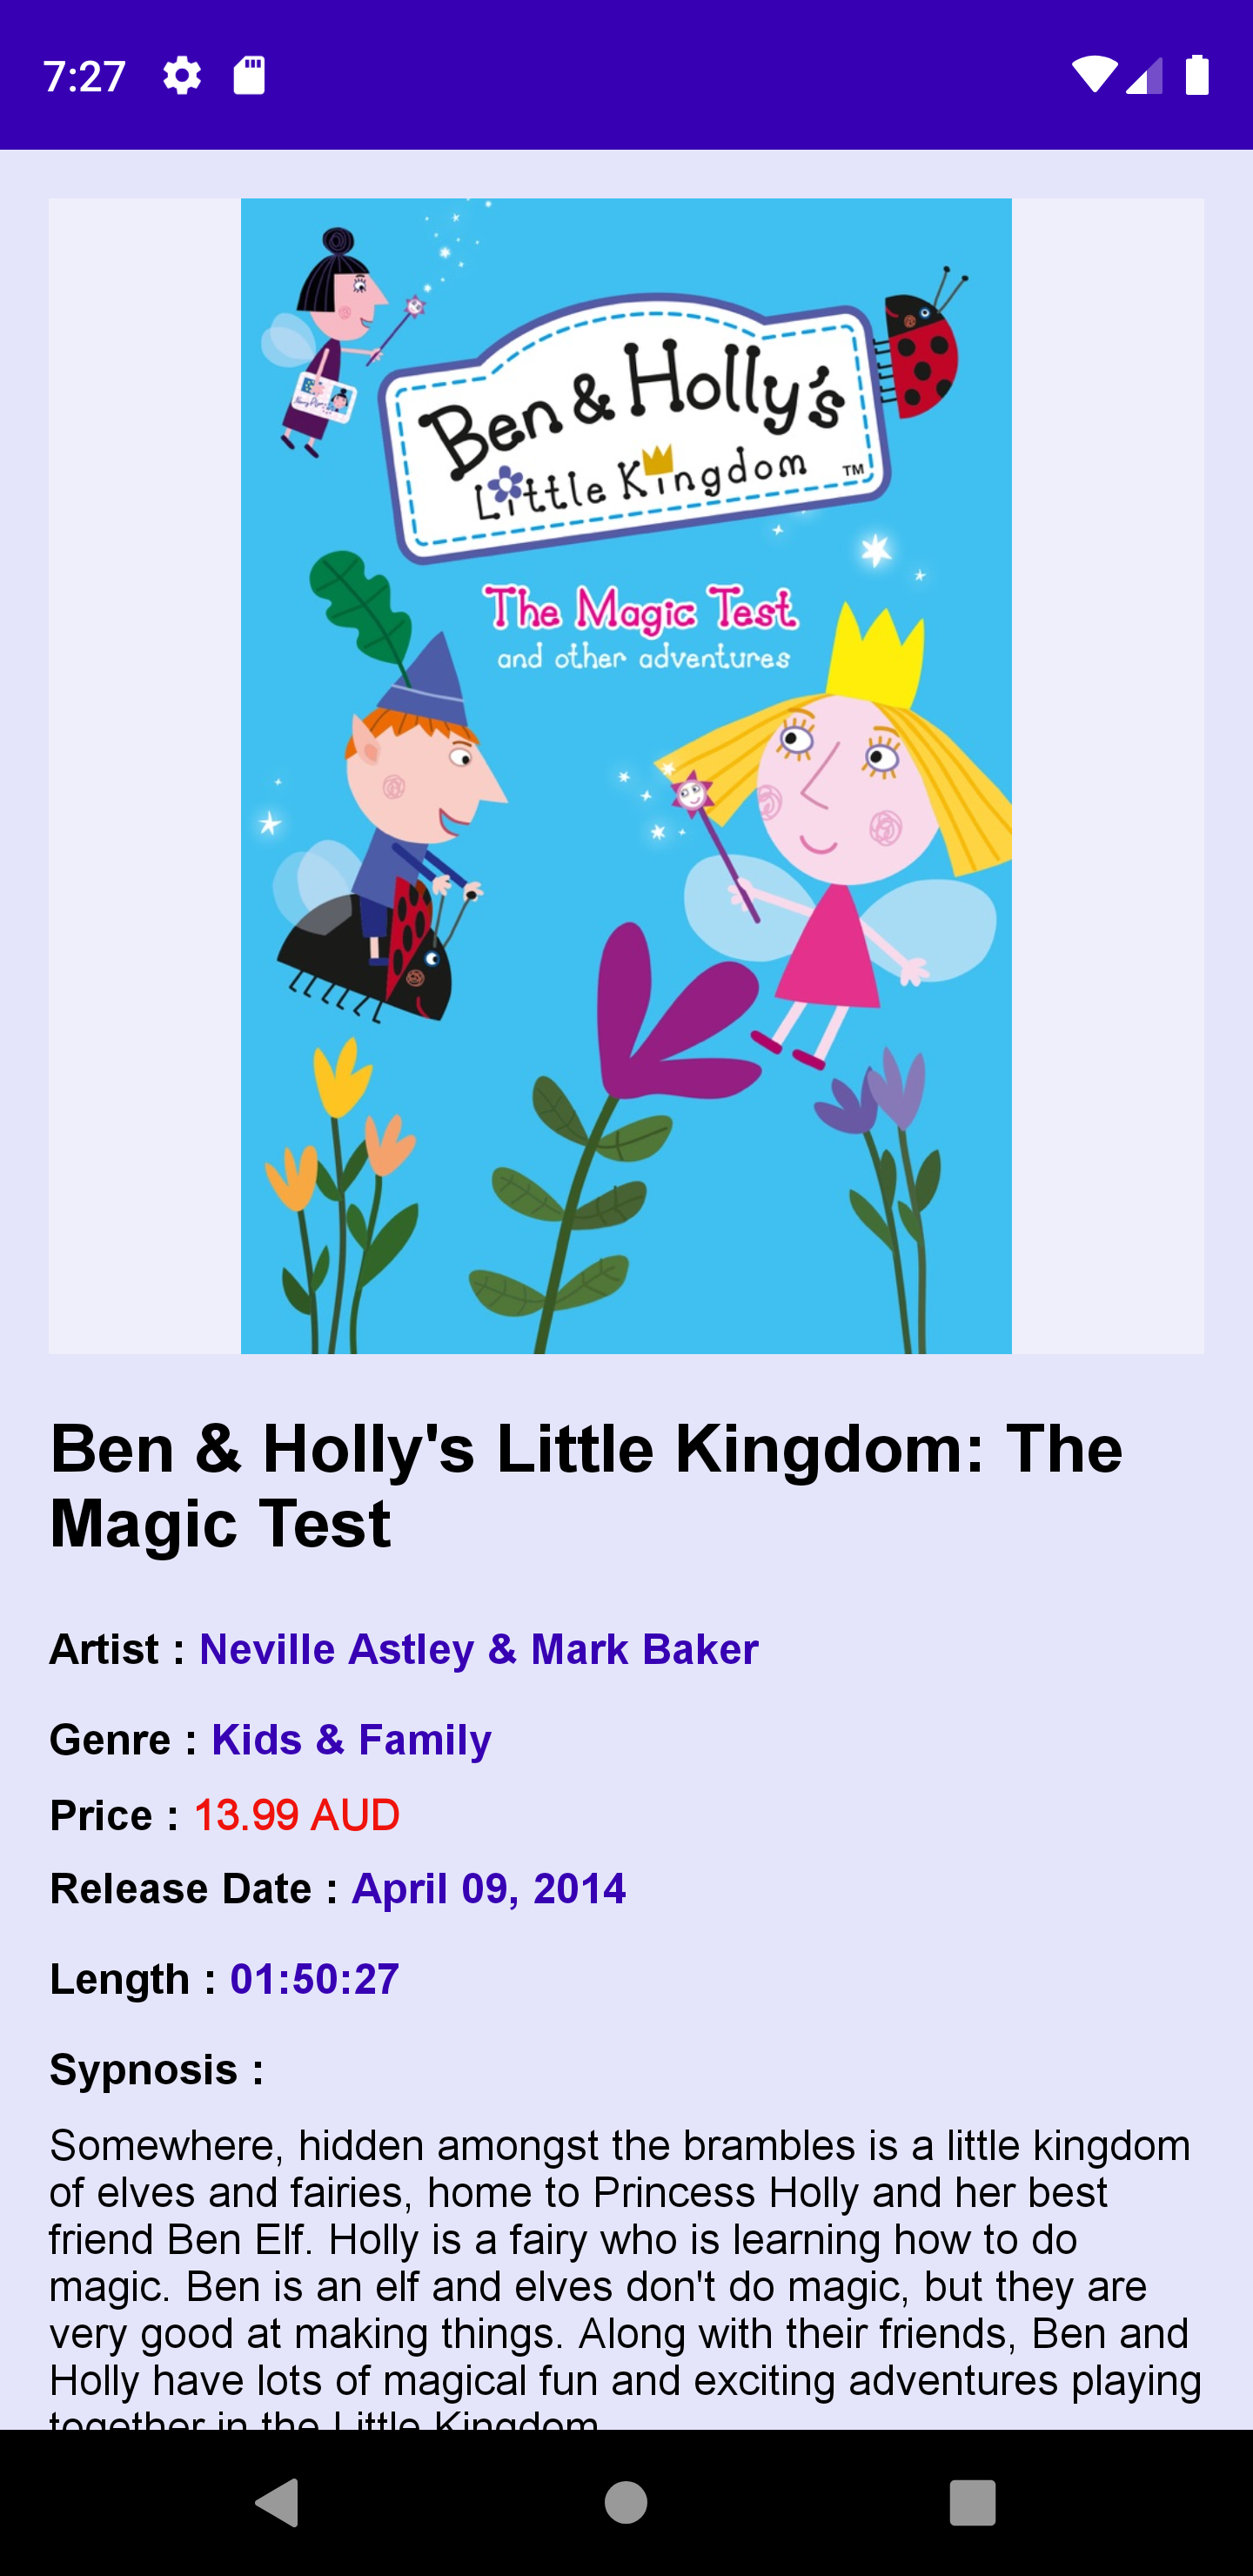 7:27
Ben & Holly's
Little Kingdom TM
The Magic Test
and other adventures
Ben & Holly's Little Kingdom: The
Magic Test
Artist : Neville Astley & Mark Baker
Genre : Kids & Family
Price : 13.99 AUD
Release Date : April 09, 2014
Length : 01:50:27
Sypnosis :
Somewhere, hidden amongst the brambles is a little kingdom
of elves and fairies, home to Princess Holly and her best
friend Ben Elf. Holly is a fairy who is learning how to do
magic. Ben is an elf and elves don't do magic, but they are
very good at making things. Along with their friends, Ben and
Holly have lots of magical fun and exciting adventures playing
together in the Little Kingdom